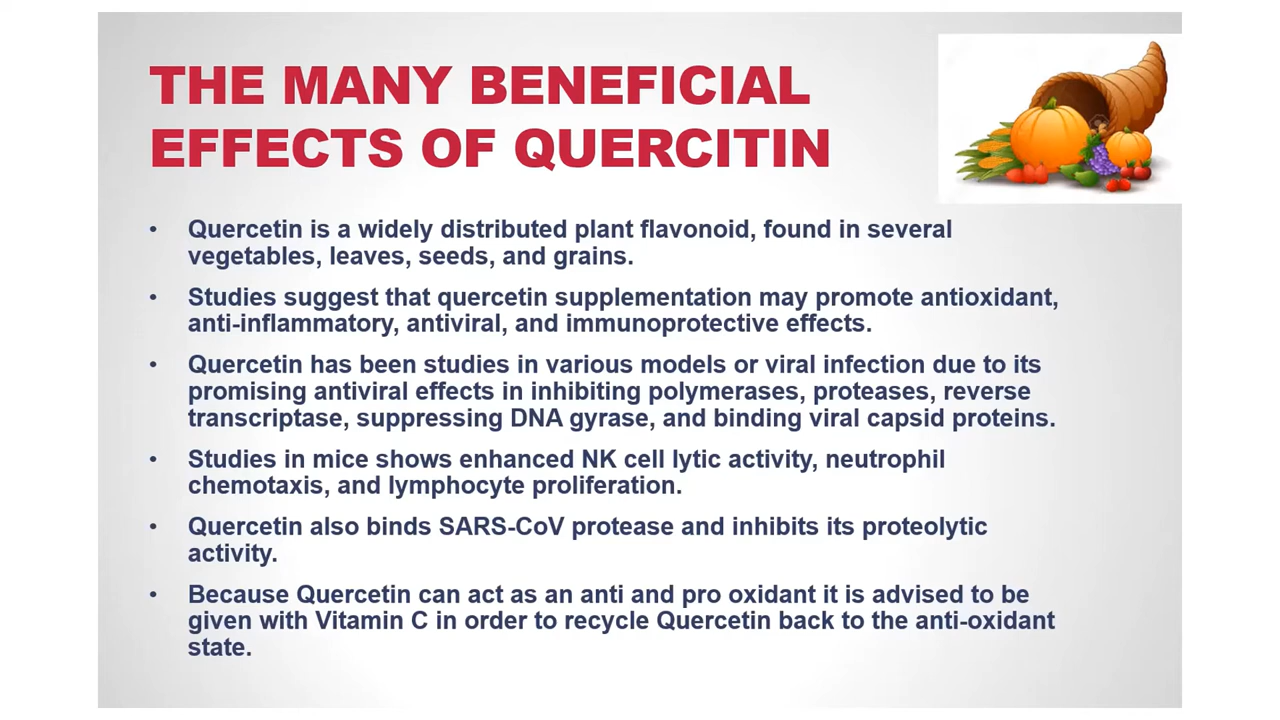 THE MANY BENEFICIAL
EFFECTS OF QUERCITIN
• Quercetin is a widely distributed plant flavonoid, found in several
vegetables, leaves, seeds, and grains.
• Studies suggest that quercetin supplementation may promote antioxidant,
anti-inflammatory, antiviral, and immunoprotective effects.
• Quercetin has been studies in various models or viral infection due to its
promising antiviral effects in inhibiting polymerases, proteases, reverse
transcriptase, suppressing DNA gyrase, and binding viral capsid proteins.
• Studies in mice shows enhanced NK cell lytic activity, neutrophil
chemotaxis, and lymphocyte proliferation.
• Quercetin also binds SARS-CoV protease and inhibits its proteolytic
activity.
• Because Quercetin can act as an anti and pro oxidant it is advised to be
given with Vitamin C in order to recycle Quercetin back to the anti-oxidant
state.